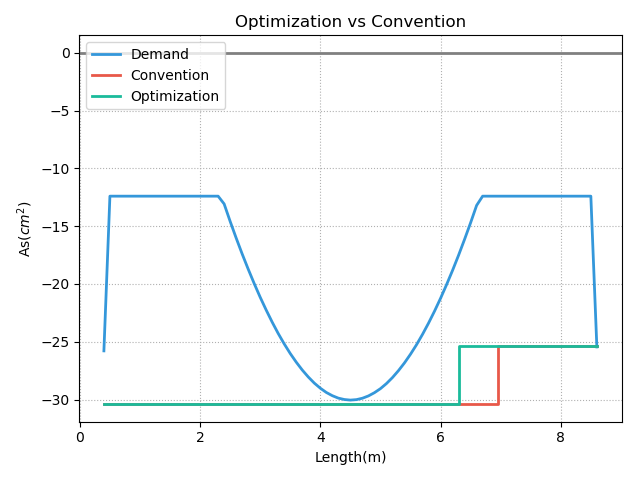 Optimization vs Convention
Demand
Convention
Optimization
0
−5
−10
−15
−20
−25
−30
As(cm²)
0 2 4 6 8
Length(m)